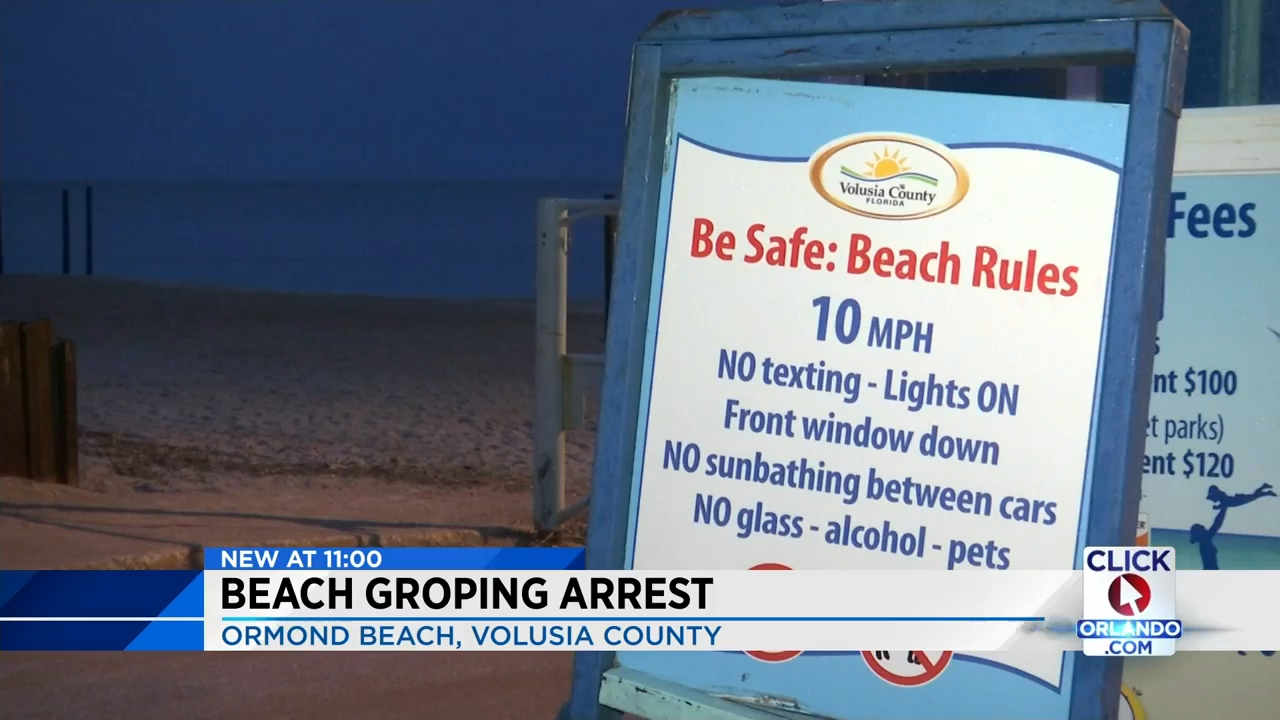 Volusia County
FLORIDA
Be Safe: Beach Rules
10 MPH
NO texting - Lights ON
Front window down
NO sunbathing between cars
NO glass - alcohol - pets
Fees
nt $100
t parks)
ent $120
NEW AT 11:00
BEACH GROPING ARREST
ORMOND BEACH, VOLUSIA COUNTY
CLICK
ORLANDO
.COM